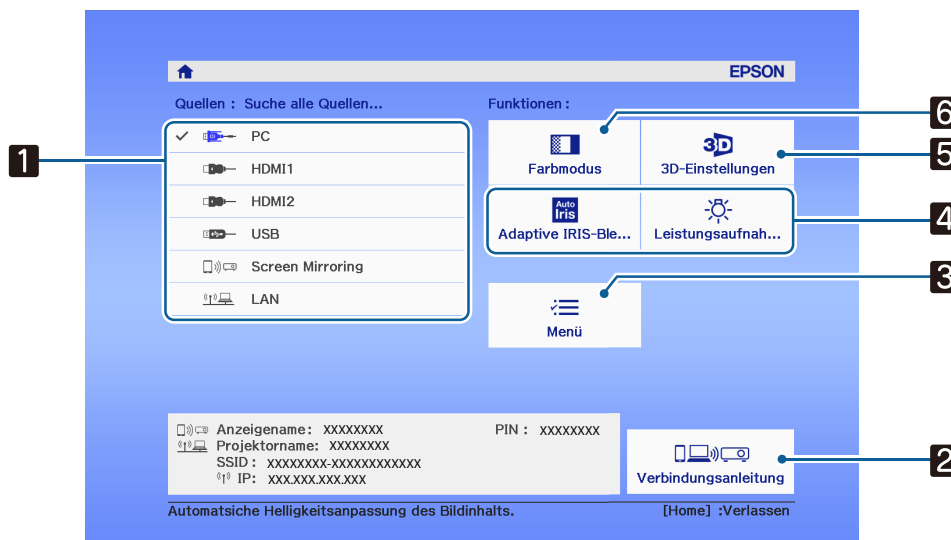 EPSON
Quellen : Suche alle Quellen...
Funktionen :
PC
HDMI1
HDMI2
USB
Screen Mirroring
LAN
Farbmodus
3D
3D-Einstellungen
Auto
Iris
Adaptive IRIS-Ble...
Leistungsaufnah...
Menü
Anzeigename : XXXXXXXX
PIN : XXXXXXXX
Projektorname: XXXXXXXX
SSID : XXXXXXXX-XXXXXXXXXXXX
IP: XXX.XXX.XXX.XXX
Verbindungsanleitung
Automatsiche Helligkeitsanpassung des Bildinhalts.
[Home] :Verlassen
1
6
5
4
3
2